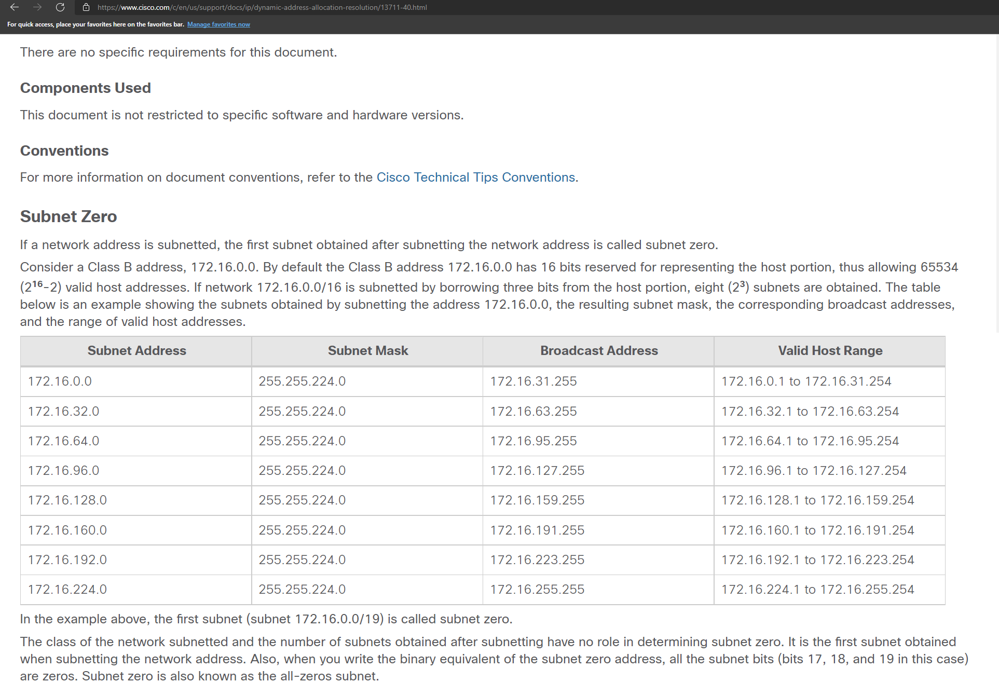 https://www.cisco.com/c/en/us/support/docs/ip/dynamic-address-allocation-resolution/13711-40.html
For quick access, place your favorites here on the favorites bar. Manage favorites now
There are no specific requirements for this document.
Components Used
This document is not restricted to specific software and hardware versions.
Conventions
For more information on document conventions, refer to the Cisco Technical Tips Conventions.
Subnet Zero
If a network address is subnetted, the first subnet obtained after subnetting the network address is called subnet zero.
Consider a Class B address, 172.16.0.0. By default the Class B address 172.16.0.0 has 16 bits reserved for representing the host portion, thus allowing 65534
(2¹⁶-2) valid host addresses. If network 172.16.0.0/16 is subnetted by borrowing three bits from the host portion, eight (2³) subnets are obtained. The table
below is an example showing the subnets obtained by subnetting the address 172.16.0.0, the resulting subnet mask, the corresponding broadcast addresses,
and the range of valid host addresses.
Subnet Address Subnet Mask Broadcast Address Valid Host Range
172.16.0.0 255.255.224.0 172.16.31.255 172.16.0.1 to 172.16.31.254
172.16.32.0 255.255.224.0 172.16.63.255 172.16.32.1 to 172.16.63.254
172.16.64.0 255.255.224.0 172.16.95.255 172.16.64.1 to 172.16.95.254
172.16.96.0 255.255.224.0 172.16.127.255 172.16.96.1 to 172.16.127.254
172.16.128.0 255.255.224.0 172.16.159.255 172.16.128.1 to 172.16.159.254
172.16.160.0 255.255.224.0 172.16.191.255 172.16.160.1 to 172.16.191.254
172.16.192.0 255.255.224.0 172.16.223.255 172.16.192.1 to 172.16.223.254
172.16.224.0 255.255.224.0 172.16.255.255 172.16.224.1 to 172.16.255.254
In the example above, the first subnet (subnet 172.16.0.0/19) is called subnet zero.
The class of the network subnetted and the number of subnets obtained after subnetting have no role in determining subnet zero. It is the first subnet obtained
when subnetting the network address. Also, when you write the binary equivalent of the subnet zero address, all the subnet bits (bits 17, 18, and 19 in this case)
are zeros. Subnet zero is also known as the all-zeros subnet.